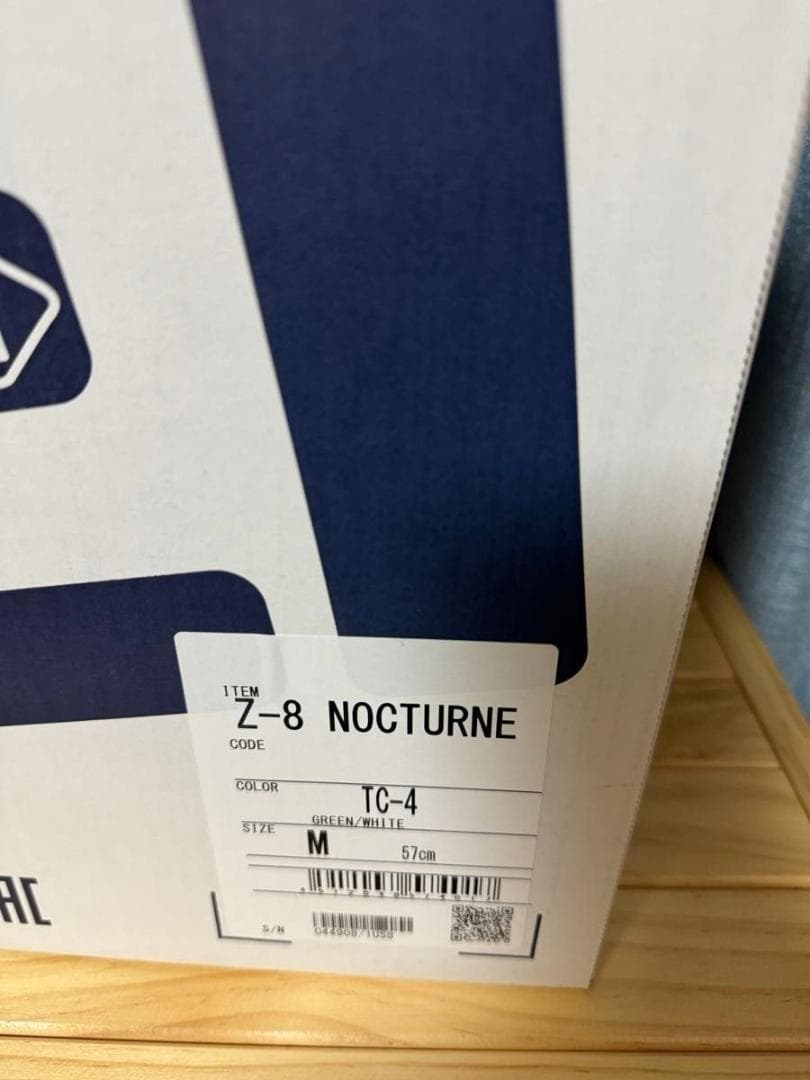 ITEM
Z-8 NOCTURNE
CODE
COLOR
TC-4
GREEN/WHITE
SIZE
M 57cm
S/N